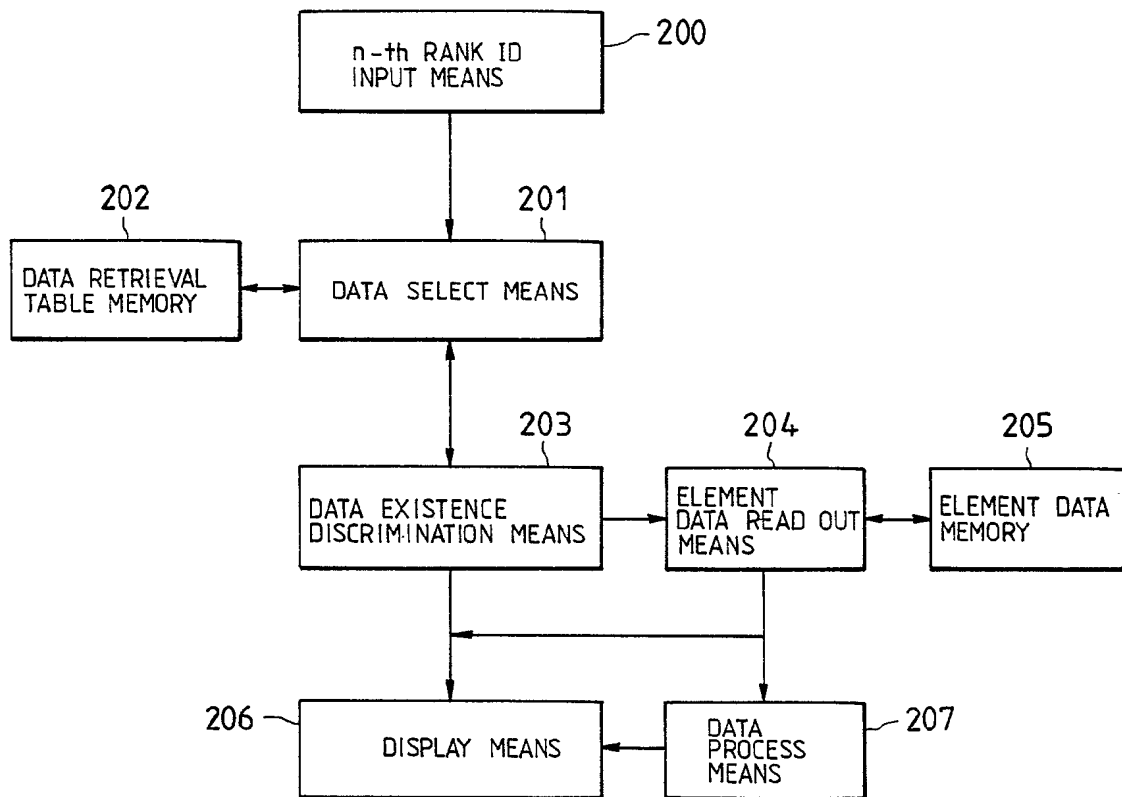 200
n-th RANK ID
INPUT MEANS
202
201
DATA RETRIEVAL
TABLE MEMORY
DATA SELECT MEANS
203
204
205
DATA EXISTENCE
DISCRIMINATION MEANS
ELEMENT
DATA READ OUT
MEANS
ELEMENT DATA
MEMORY
206
DISPLAY MEANS
DATA
PROCESS
MEANS
207